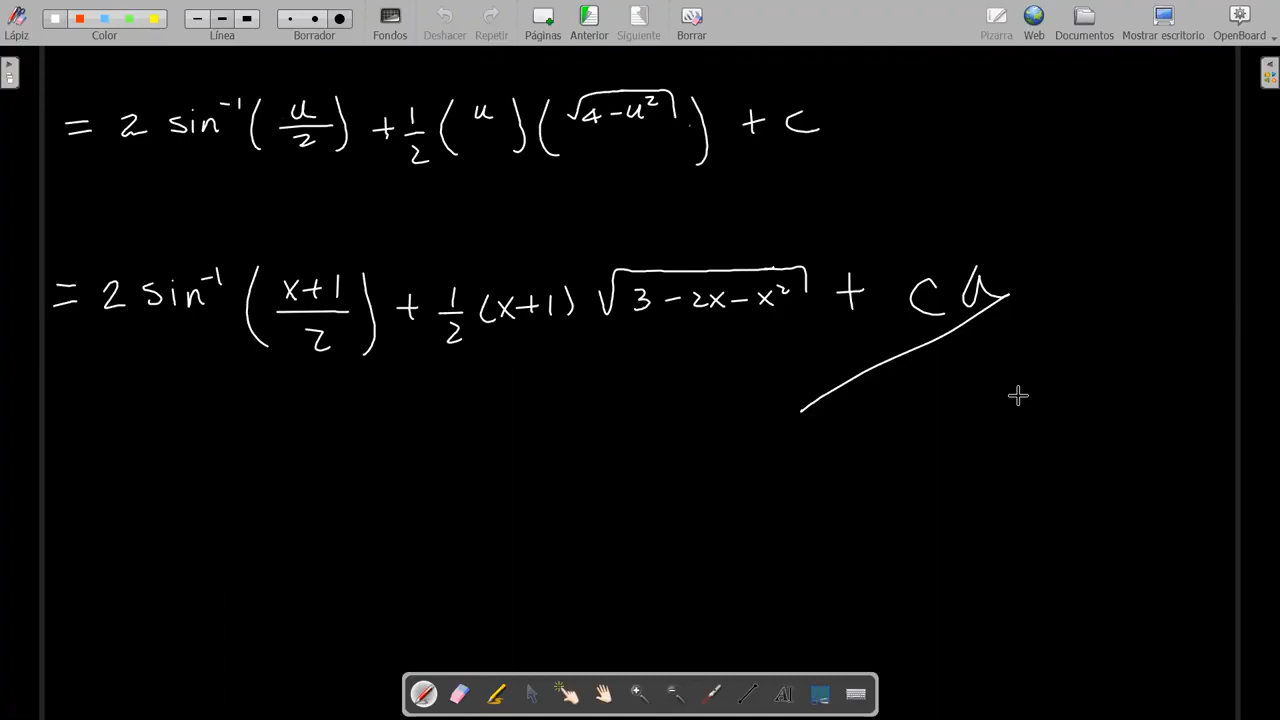 Lápiz Color Línea Borrador Fondos Deshacer Repetir Páginas Anterior Siguiente Borrar Pizarra Web Documentos Mostrar escritorio OpenBoard
= 2 sin⁻¹(u/2) + 1/2 (u)(√(4-u²)) + c
= 2 sin⁻¹((x+1)/2) + 1/2 (x+1) √(3-2x-x²) + c